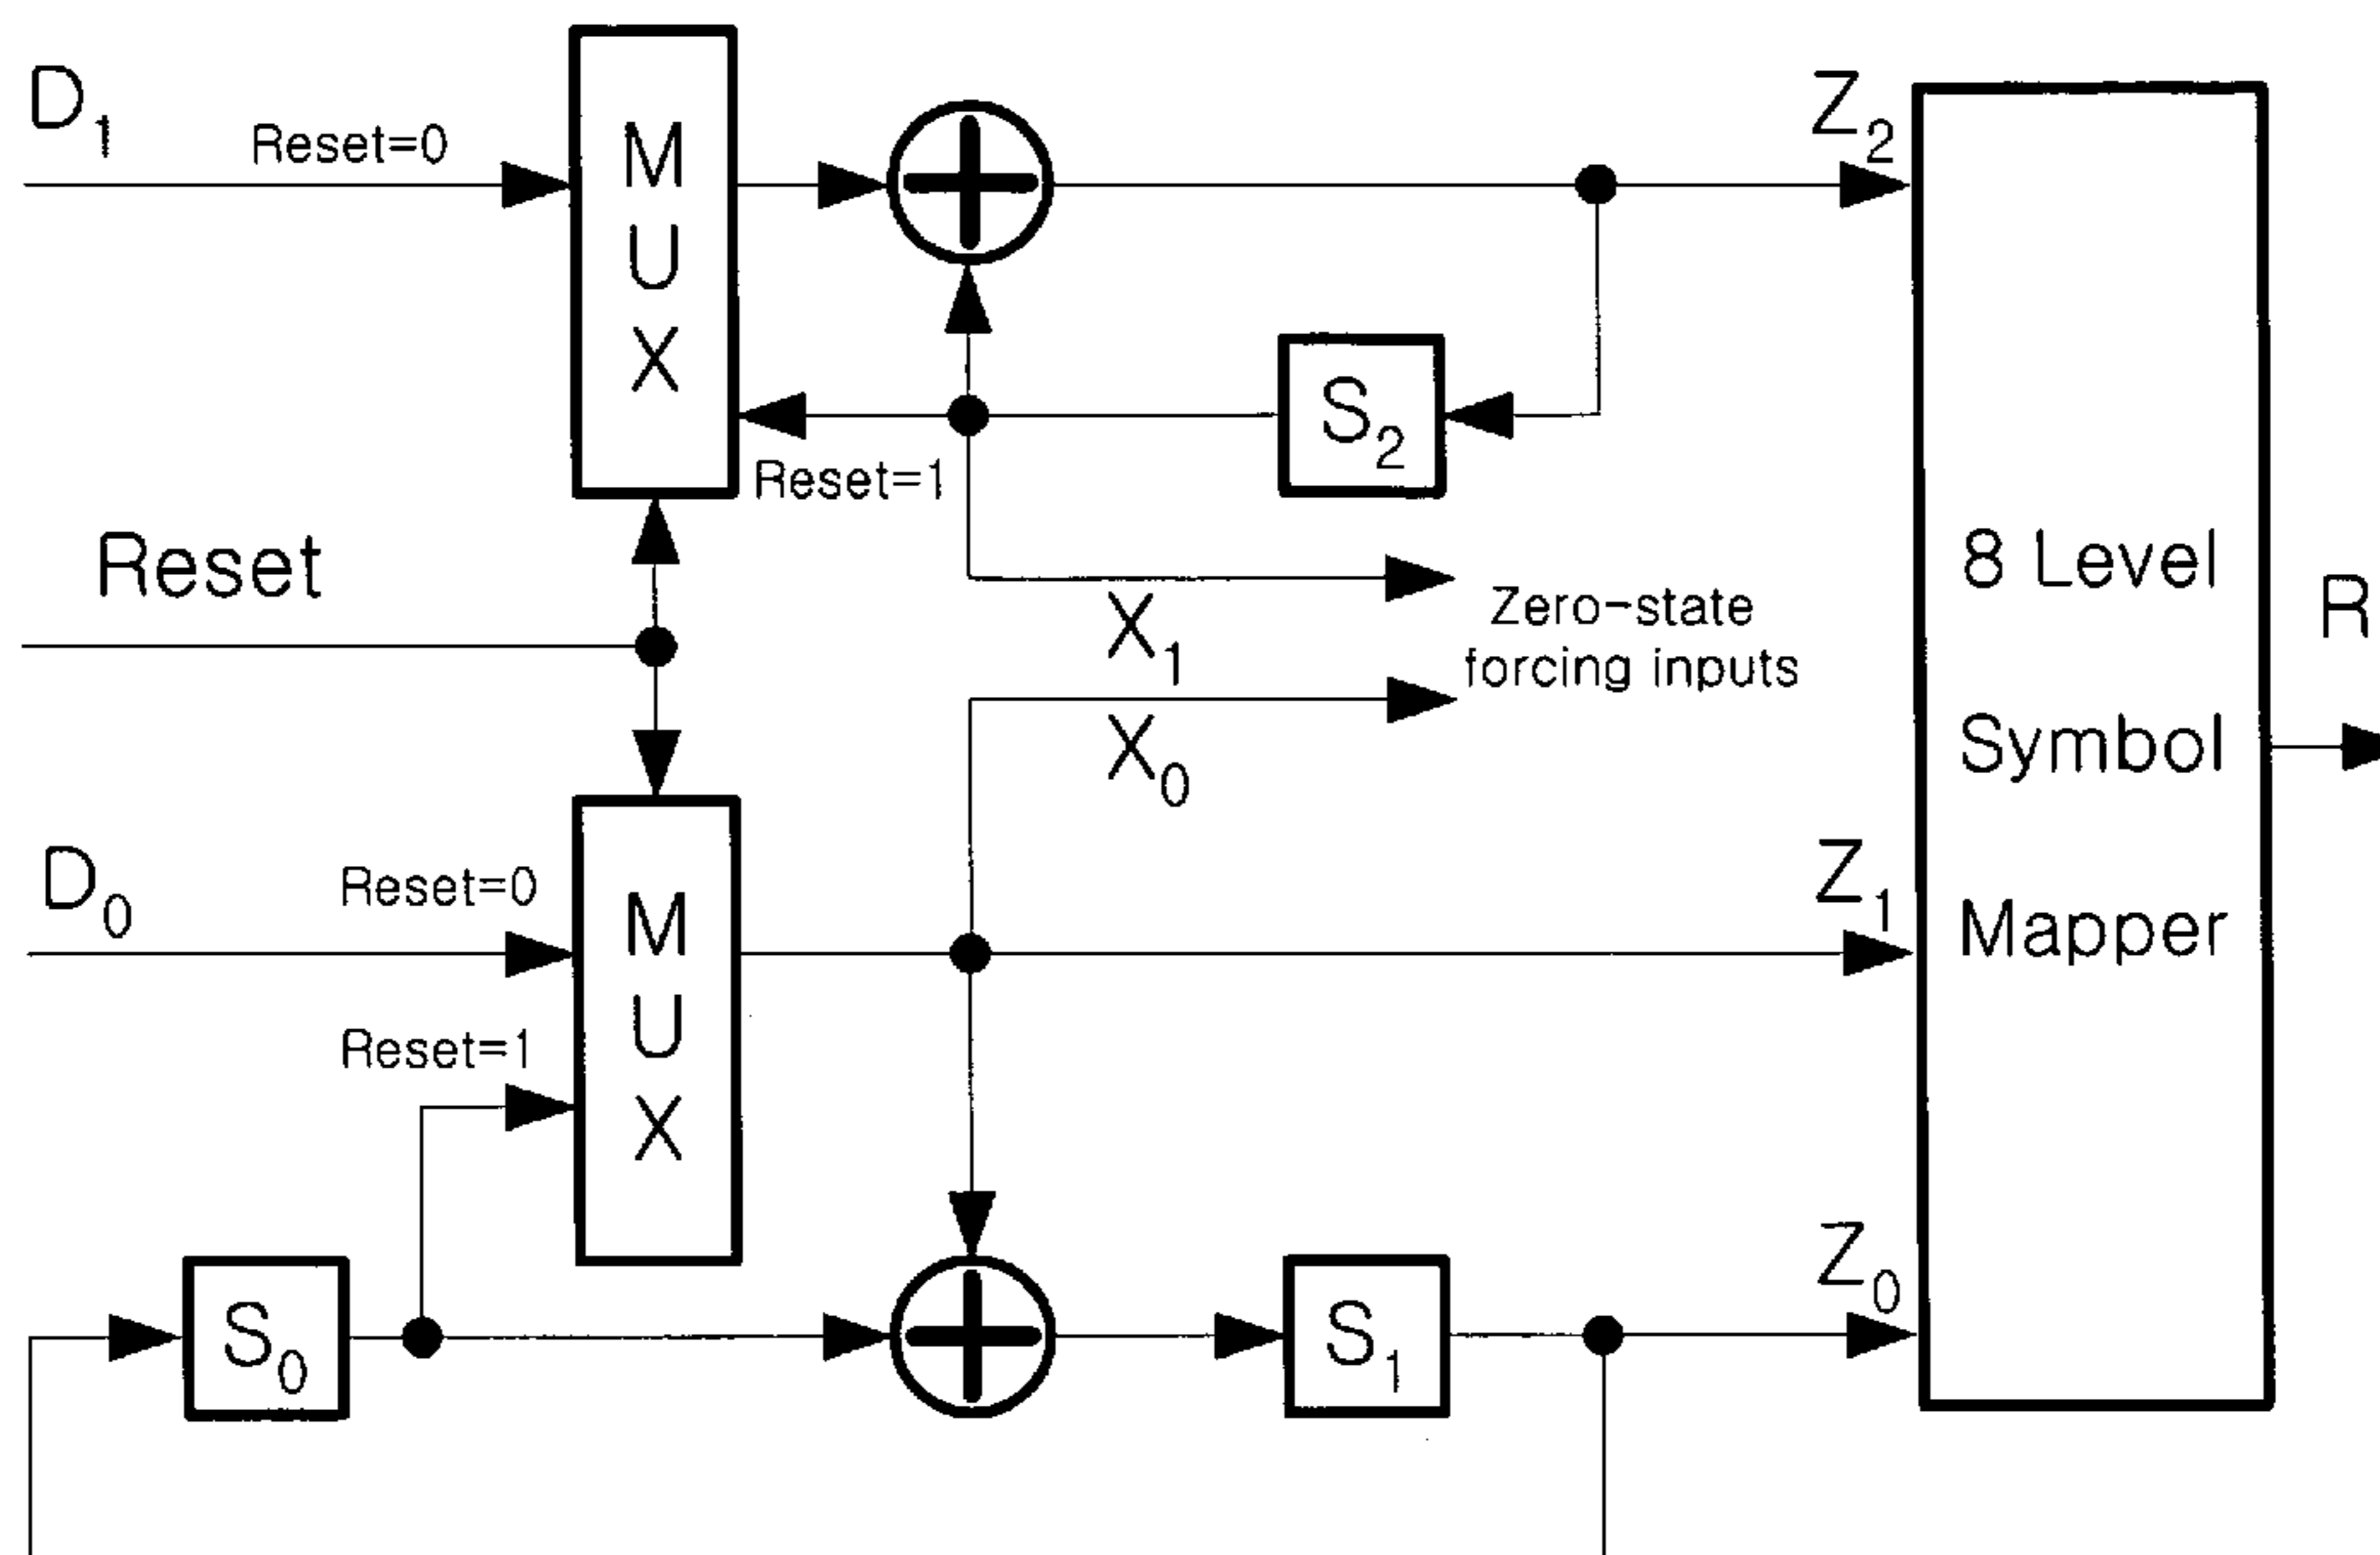 D1
Reset=0
M
U
X
Z2
S2
Reset=1
Reset
X1
Zero-state
forcing inputs
X0
8 Level
Symbol
Mapper
R
D0
Reset=0
M
U
X
Z1
Reset=1
S0
S1
Z0